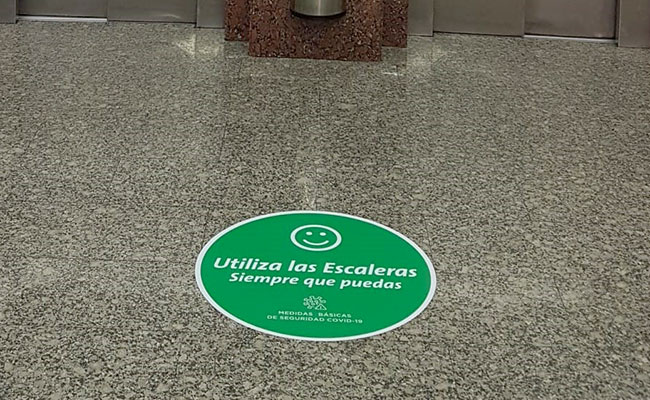 Utiliza las Escaleras
Siempre que puedas
MEDIDAS BÁSICAS
DE SEGURIDAD COVID-19